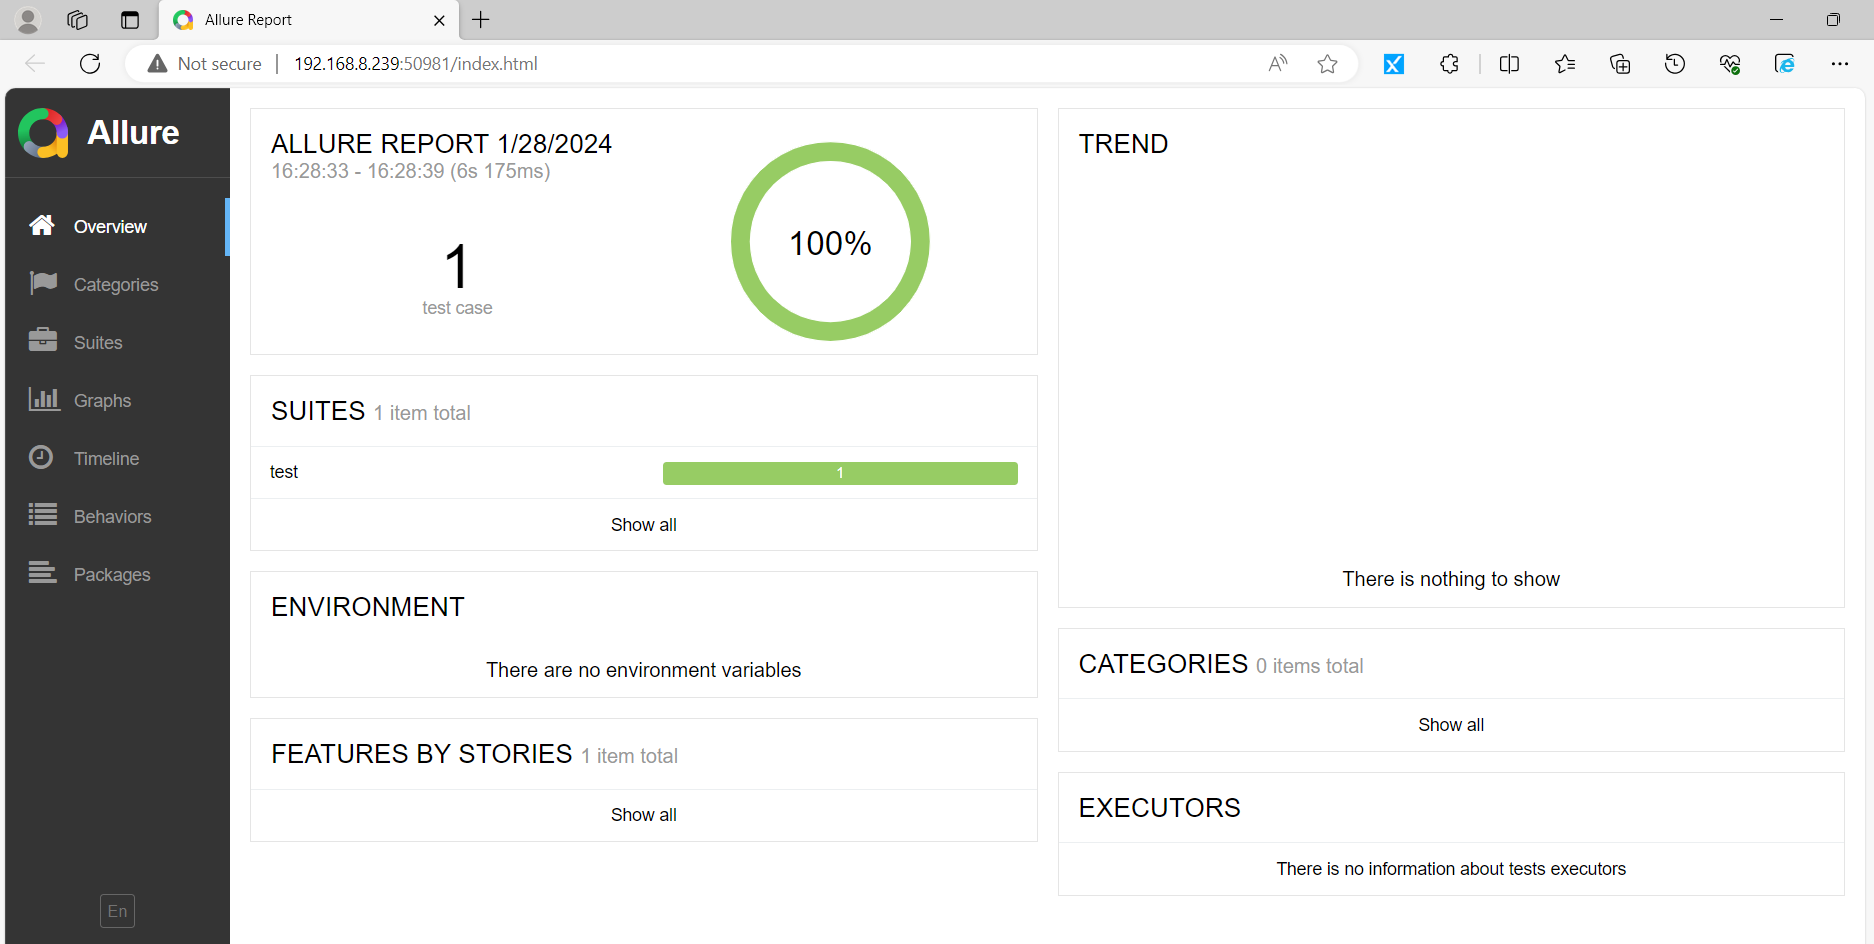 Allure Report
Not secure
192.168.8.239:50981/index.html
Allure
Overview
Categories
Suites
Graphs
Timeline
Behaviors
Packages
En
ALLURE REPORT 1/28/2024
16:28:33 - 16:28:39 (6s 175ms)
1
test case
100%
SUITES 1 item total
test
1
Show all
ENVIRONMENT
There are no environment variables
FEATURES BY STORIES 1 item total
Show all
TREND
There is nothing to show
CATEGORIES 0 items total
Show all
EXECUTORS
There is no information about tests executors